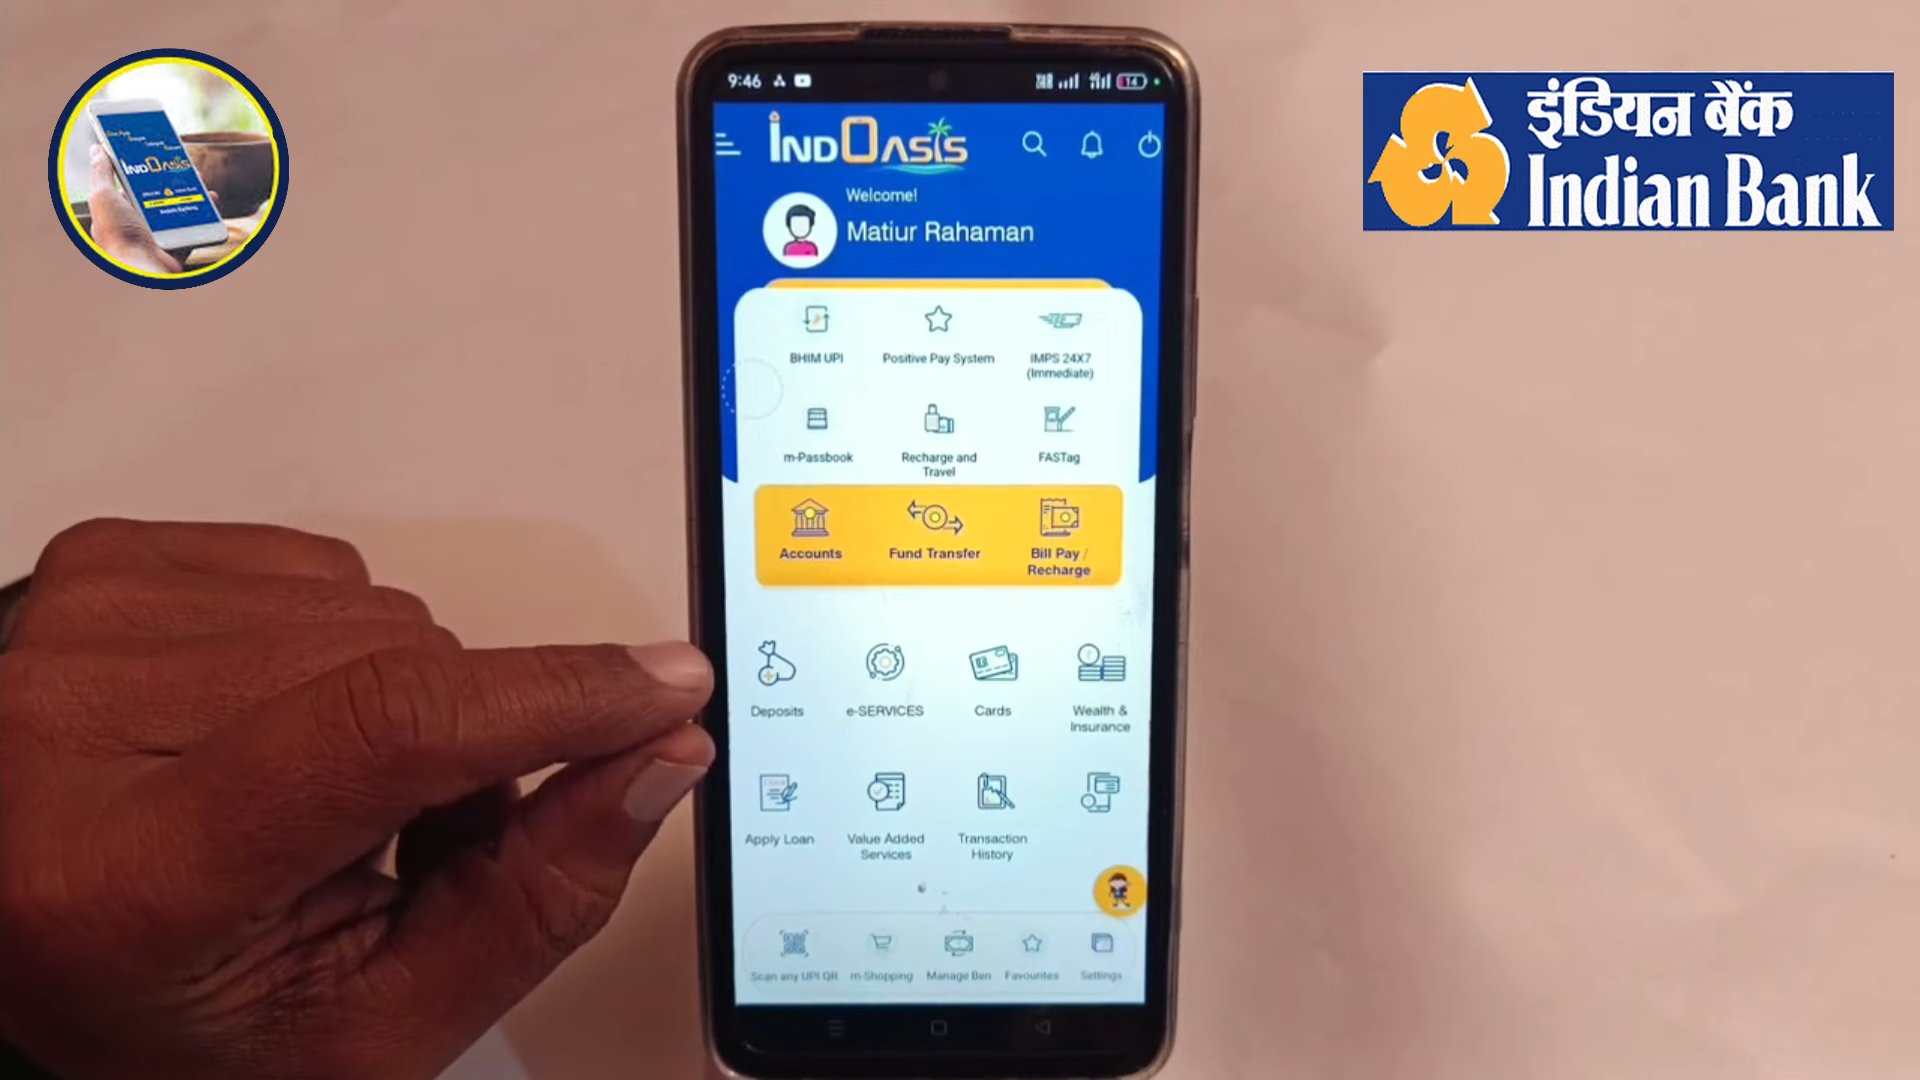 9:46
14
INDOASIS
Welcome!
Matiur Rahaman
BHIM UPI
Positive Pay System
IMPS 24X7
(Immediate)
m-Passbook
Recharge and
Travel
FASTag
Accounts
Fund Transfer
Bill Pay /
Recharge
Deposits
e-SERVICES
Cards
Wealth &
Insurance
Apply Loan
Value Added
Services
Transaction
History
Scan any UPI QR
m-Shopping
Manage Ben
Favourites
Settings
INDOASIS
इंडियन बैंक
Indian Bank